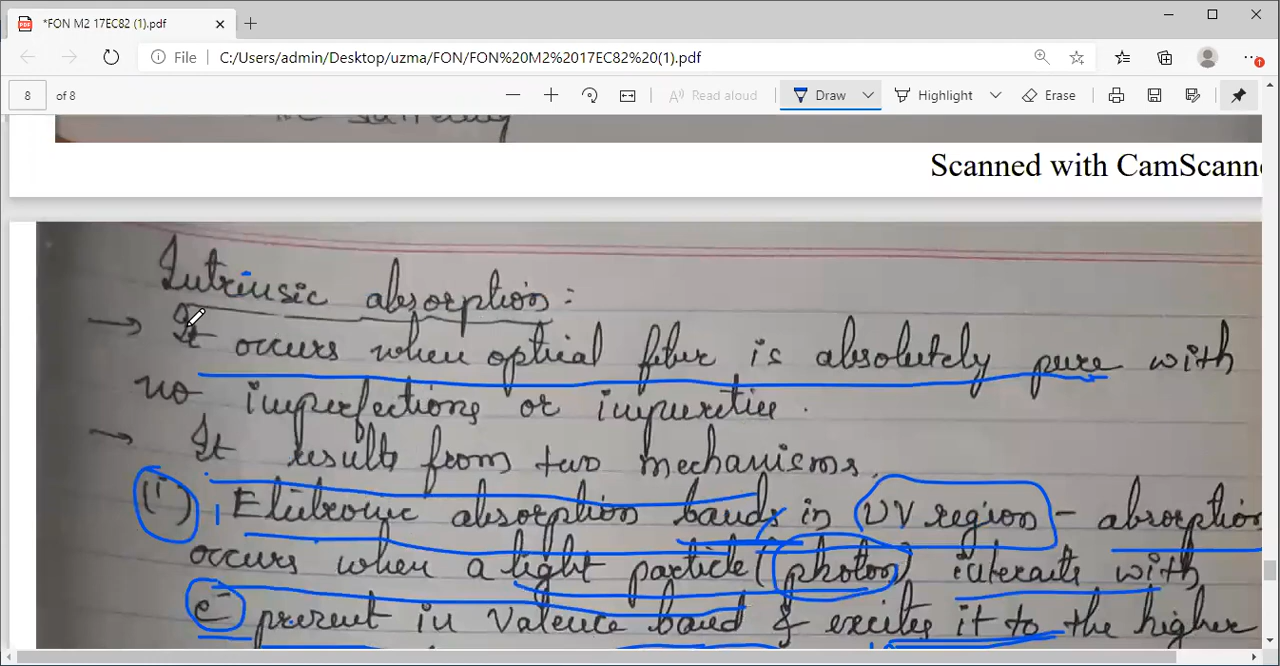 *FON M2 17EC82 (1).pdf
File C:/Users/admin/Desktop/uzma/FON/FON%20M2%2017EC82%20(1).pdf
8 of 8 Read aloud Draw Highlight Erase
Scanned with CamScanne
Intrinsic absorption :
→ It occurs when optical fiber is absolutely pure with
no imperfections or impurities .
→ It results from two mechanisms.
(i) Eletronic absorption bands in UV region - absorption
occurs when a light particle (photon) interacts with
e⁻ present in valence band & excites it to the higher